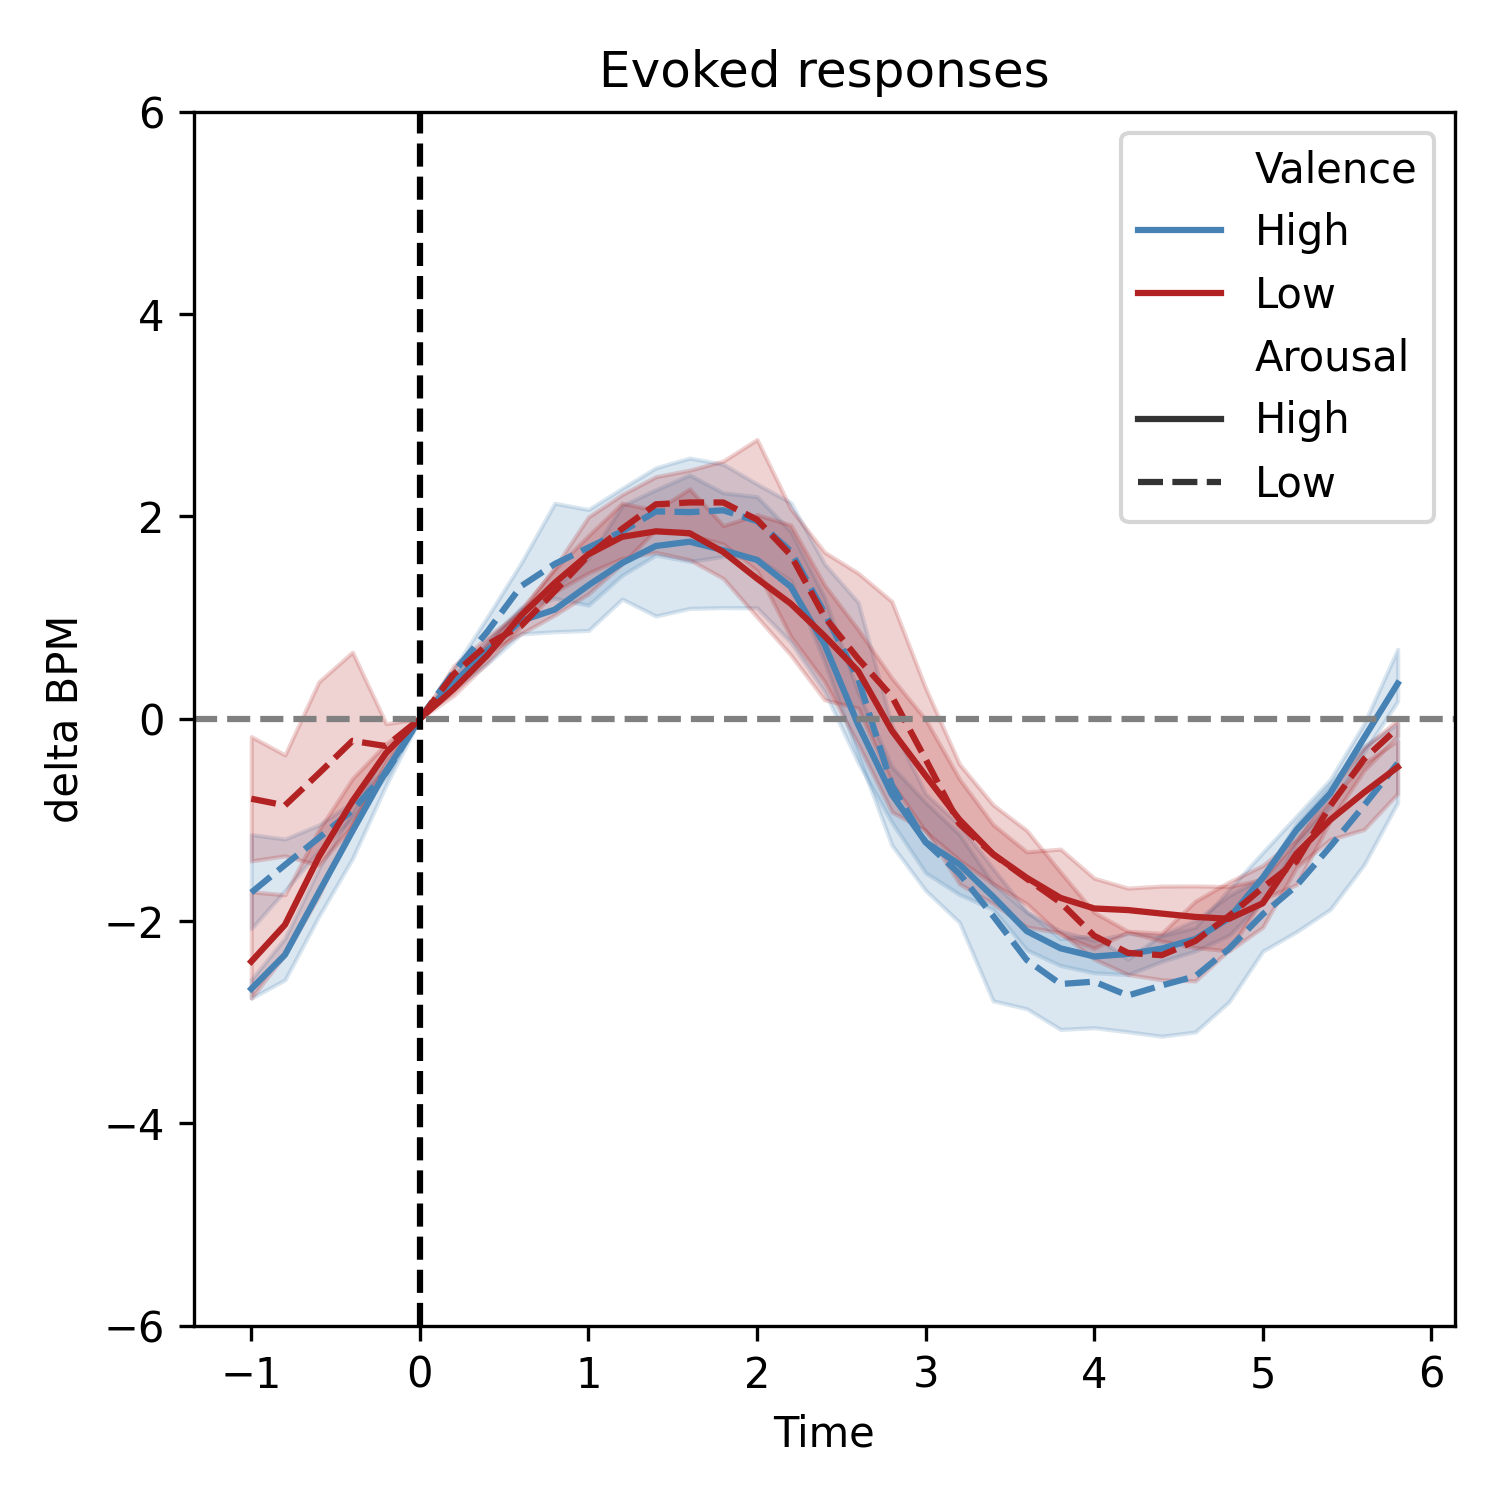 Evoked responses
6
4
2
0
−2
−4
−6
delta BPM
Valence
High
Low
Arousal
High
Low
−1 0 1 2 3 4 5 6
Time